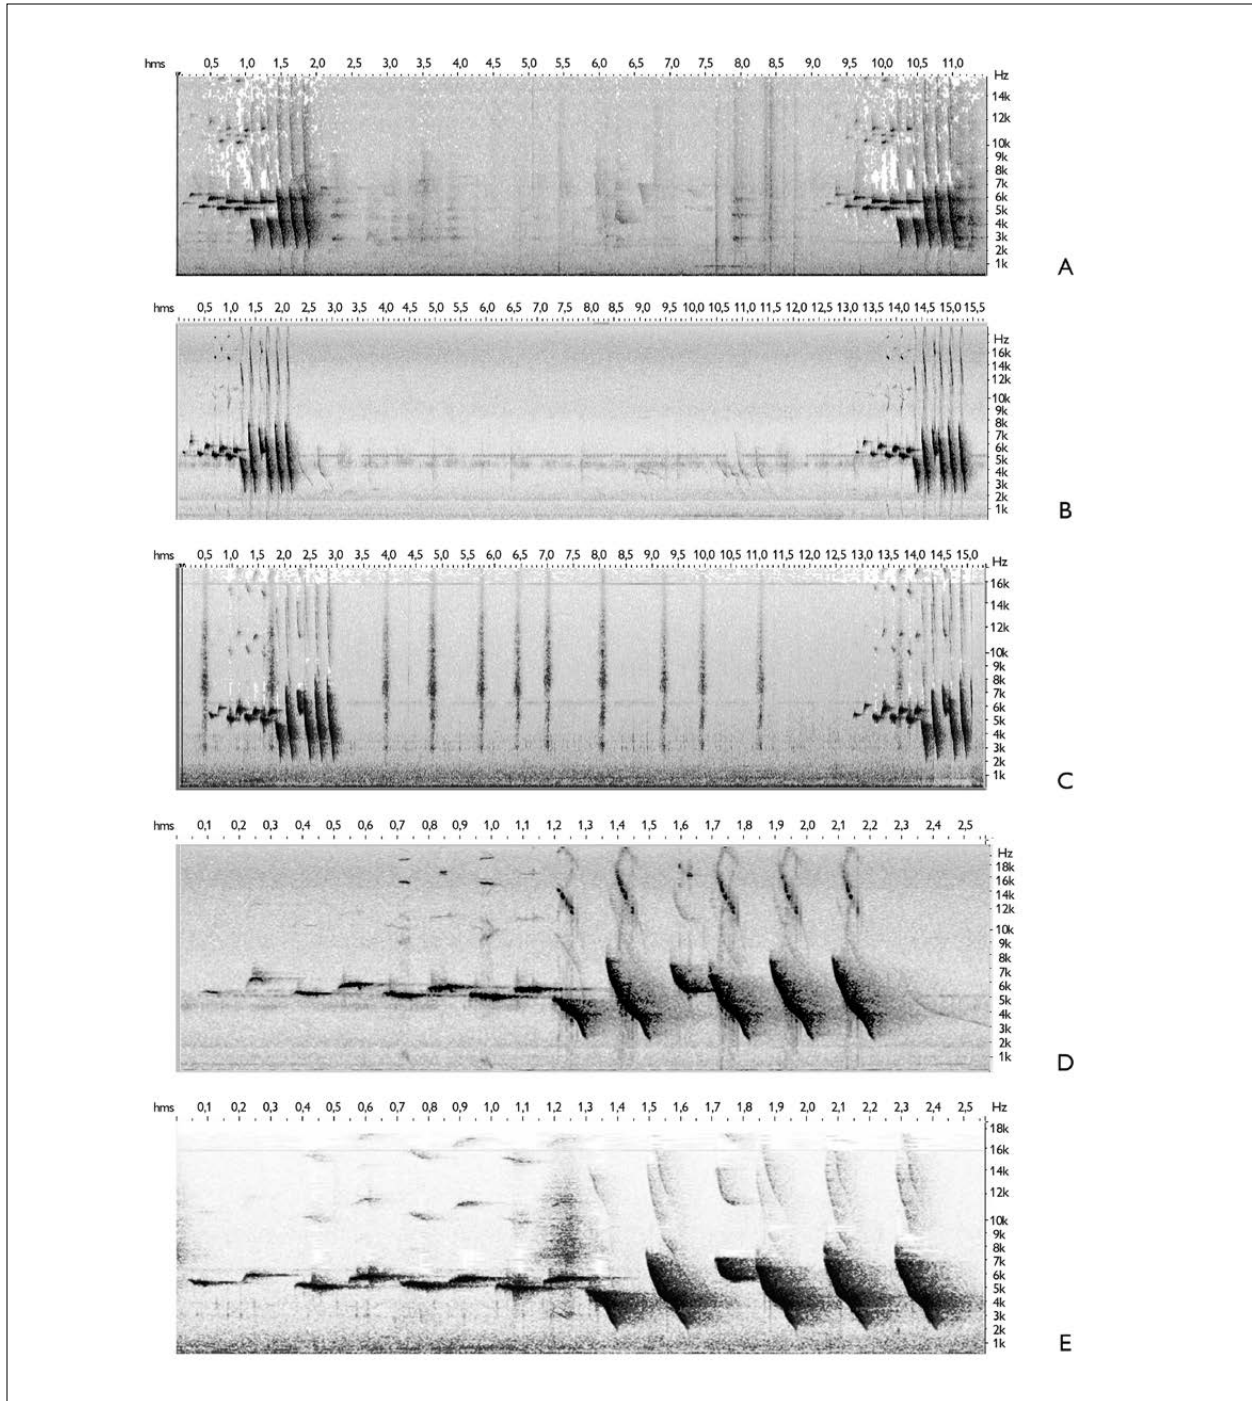 hms 0,5 1,0 1,5 2,0 2,5 3,0 3,5 4,0 4,5 5,0 5,5 6,0 6,5 7,0 7,5 8,0 8,5 9,0 9,5 10,0 10,5 11,0
Hz
14k
12k
10k
9k
8k
7k
6k
5k
4k
3k
2k
1k
A
hms 0,5 1,0 1,5 2,0 2,5 3,0 3,5 4,0 4,5 5,0 5,5 6,0 6,5 7,0 7,5 8,0 8,5 9,0 9,5 10,0 10,5 11,0 11,5 12,0 12,5 13,0 13,5 14,0 14,5 15,0 15,5
Hz
16k
14k
12k
10k
9k
8k
7k
6k
5k
4k
3k
2k
1k
B
hms 0,5 1,0 1,5 2,0 2,5 3,0 3,5 4,0 4,5 5,0 5,5 6,0 6,5 7,0 7,5 8,0 8,5 9,0 9,5 10,0 10,5 11,0 11,5 12,0 12,5 13,0 13,5 14,0 14,5 15,0
Hz
16k
14k
12k
10k
9k
8k
7k
6k
5k
4k
3k
2k
1k
C
hms 0,1 0,2 0,3 0,4 0,5 0,6 0,7 0,8 0,9 1,0 1,1 1,2 1,3 1,4 1,5 1,6 1,7 1,8 1,9 2,0 2,1 2,2 2,3 2,4 2,5
Hz
18k
16k
14k
12k
10k
9k
8k
7k
6k
5k
4k
3k
2k
1k
D
hms 0,1 0,2 0,3 0,4 0,5 0,6 0,7 0,8 0,9 1,0 1,1 1,2 1,3 1,4 1,5 1,6 1,7 1,8 1,9 2,0 2,1 2,2 2,3 2,4 2,5
Hz
18k
16k
14k
12k
10k
9k
8k
7k
6k
5k
4k
3k
2k
1k
E